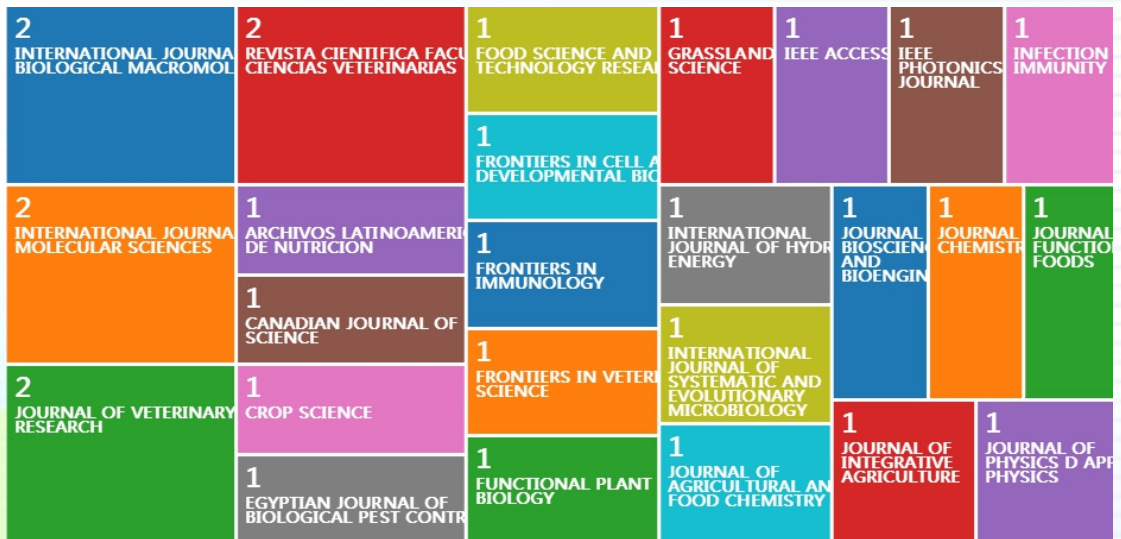 2
INTERNATIONAL JOURNA
BIOLOGICAL MACROMOL
2
REVISTA CIENTIFICA FACU
CIENCIAS VETERINARIAS
1
FOOD SCIENCE AND
TECHNOLOGY RESEA
1
GRASSLAND
SCIENCE
1
IEEE ACCESS
1
IEEE
PHOTONICS
JOURNAL
1
INFECTION
IMMUNITY
1
FRONTIERS IN CELL A
DEVELOPMENTAL BIO
2
INTERNATIONAL JOURNA
MOLECULAR SCIENCES
1
ARCHIVOS LATINOAMERI
DE NUTRICION
1
FRONTIERS IN
IMMUNOLOGY
1
INTERNATIONAL
JOURNAL OF HYDR
ENERGY
1
JOURNAL
BIOSCIEN
AND
BIOENGIN
1
JOURNAL
CHEMISTR
1
JOURNAL
FUNCTIO
FOODS
1
CANADIAN JOURNAL OF
SCIENCE
1
FRONTIERS IN VETERI
SCIENCE
1
INTERNATIONAL
JOURNAL OF
SYSTEMATIC AND
EVOLUTIONARY
MICROBIOLOGY
2
JOURNAL OF VETERINARY
RESEARCH
1
CROP SCIENCE
1
EGYPTIAN JOURNAL OF
BIOLOGICAL PEST CONTR
1
FUNCTIONAL PLANT
BIOLOGY
1
JOURNAL OF
AGRICULTURAL AN
FOOD CHEMISTRY
1
JOURNAL OF
INTEGRATIVE
AGRICULTURE
1
JOURNAL OF
PHYSICS D APP
PHYSICS